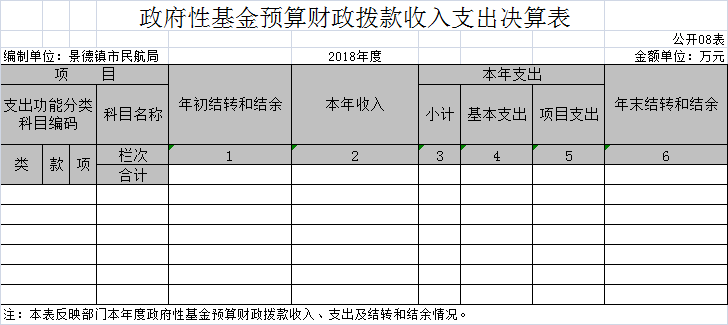 政府性基金预算财政拨款收入支出决算表
公开08表
编制单位：景德镇市民航局 2018年度 金额单位：万元
项 目 年初结转和结余 本年收入 本年支出 年末结转和结余
支出功能分类科目编码 科目名称 小计 基本支出 项目支出
类 款 项 栏次 1 2 3 4 5 6
合计
注：本表反映部门本年度政府性基金预算财政拨款收入、支出及结转和结余情况。